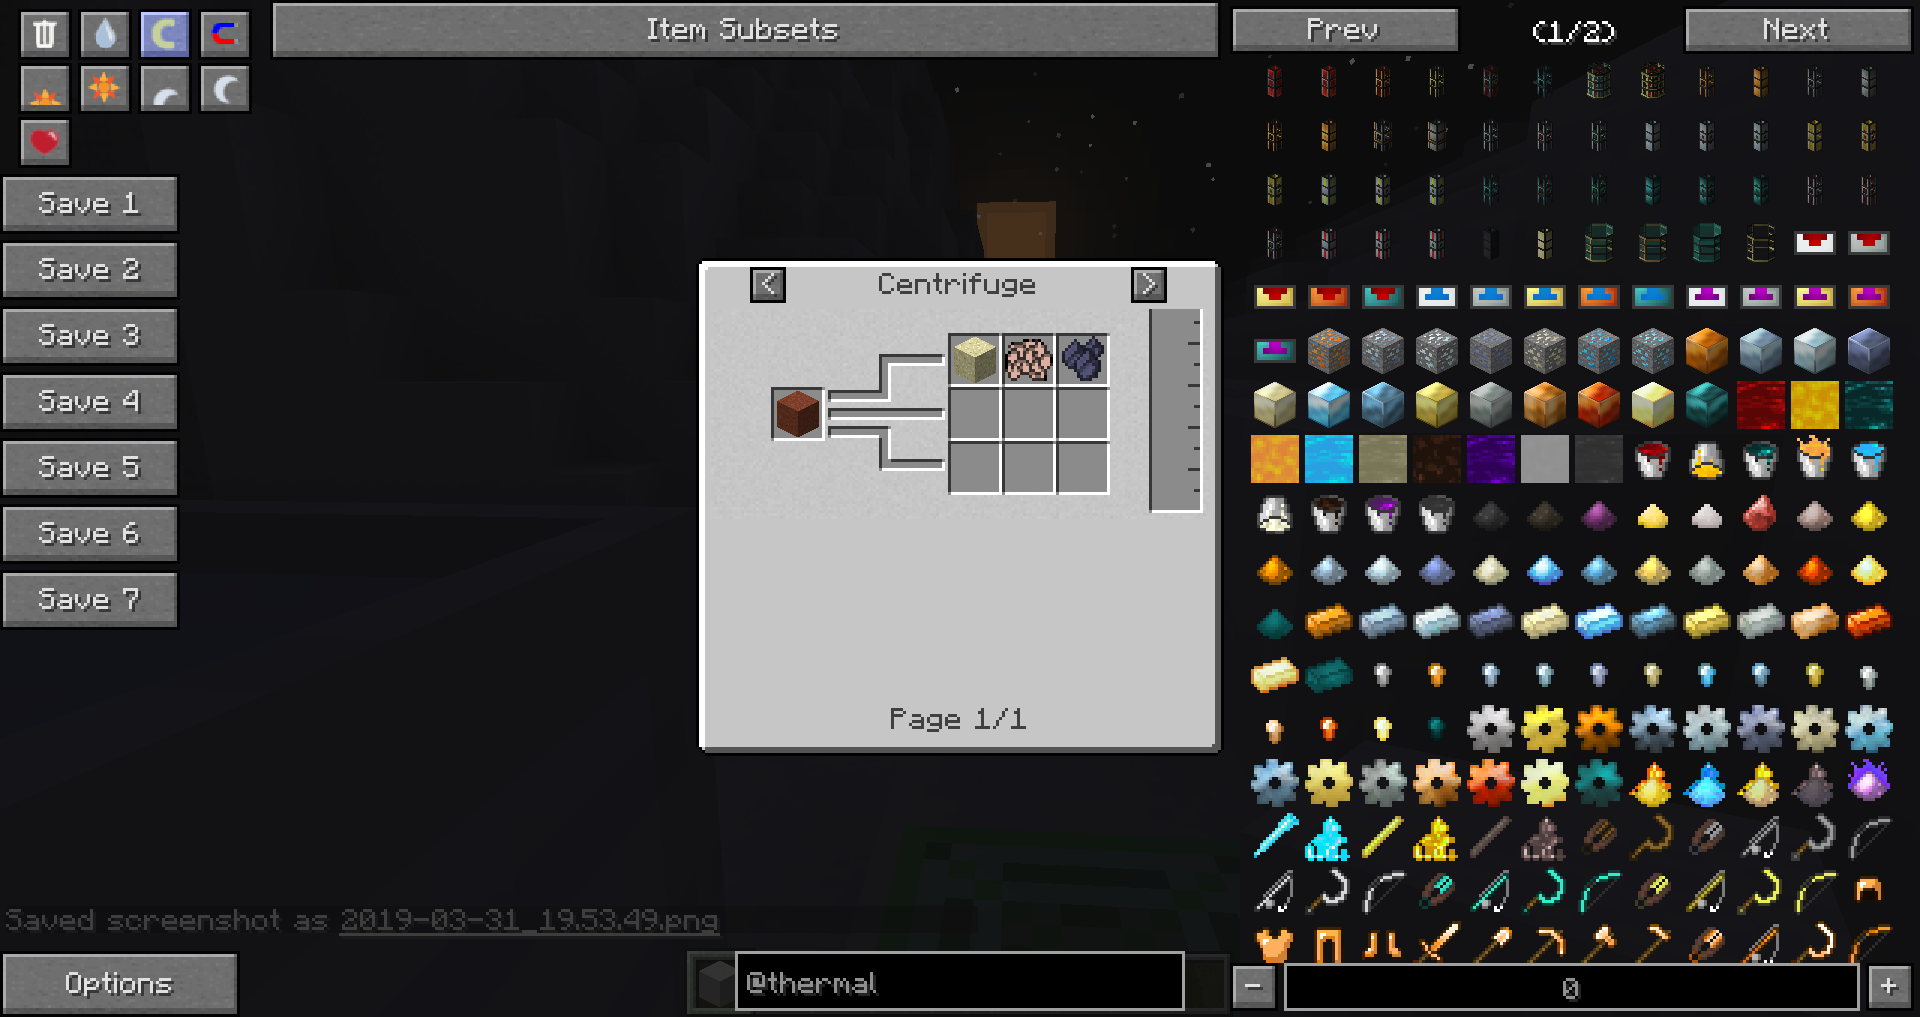 Item Subsets
Prev
(1/2)
Next
Save 1
Save 2
Save 3
Save 4
Save 5
Save 6
Save 7
<
Centrifuge
>
Page 1/1
Saved screenshot as 2019-03-31_19.53.49.png
Options
@thermal
-
0
+